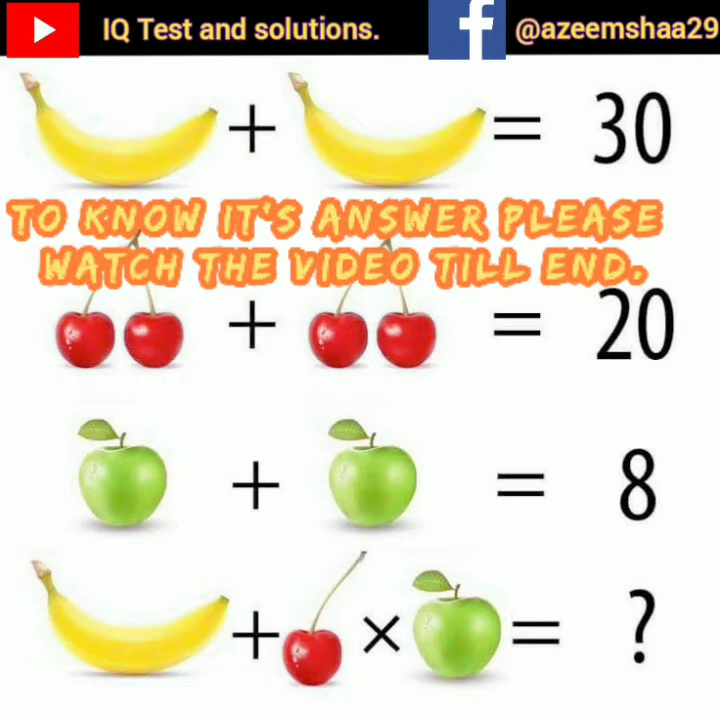 IQ Test and solutions. f @azeemshaa29
+ = 30
TO KNOW IT'S ANSWER PLEASE
WATCH THE VIDEO TILL END.
+ = 20
+ = 8
+ × = ?